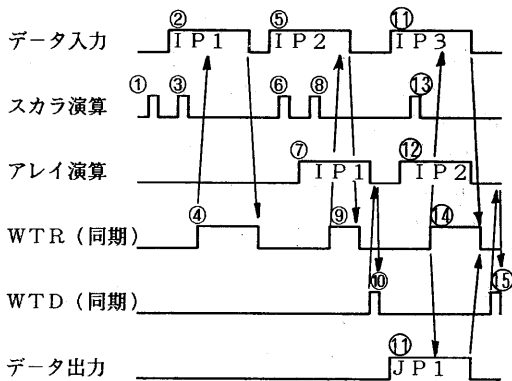 ② ⑤ ⑪
データ入力 IP1 IP2 IP3
① ③ ⑥ ⑧ ⑬
スカラ演算
⑦ ⑫
アレイ演算 IP1 IP2
④ ⑨ ⑭
WTR(同期)
⑩ ⑮
WTD(同期)
⑪
データ出力 JP1